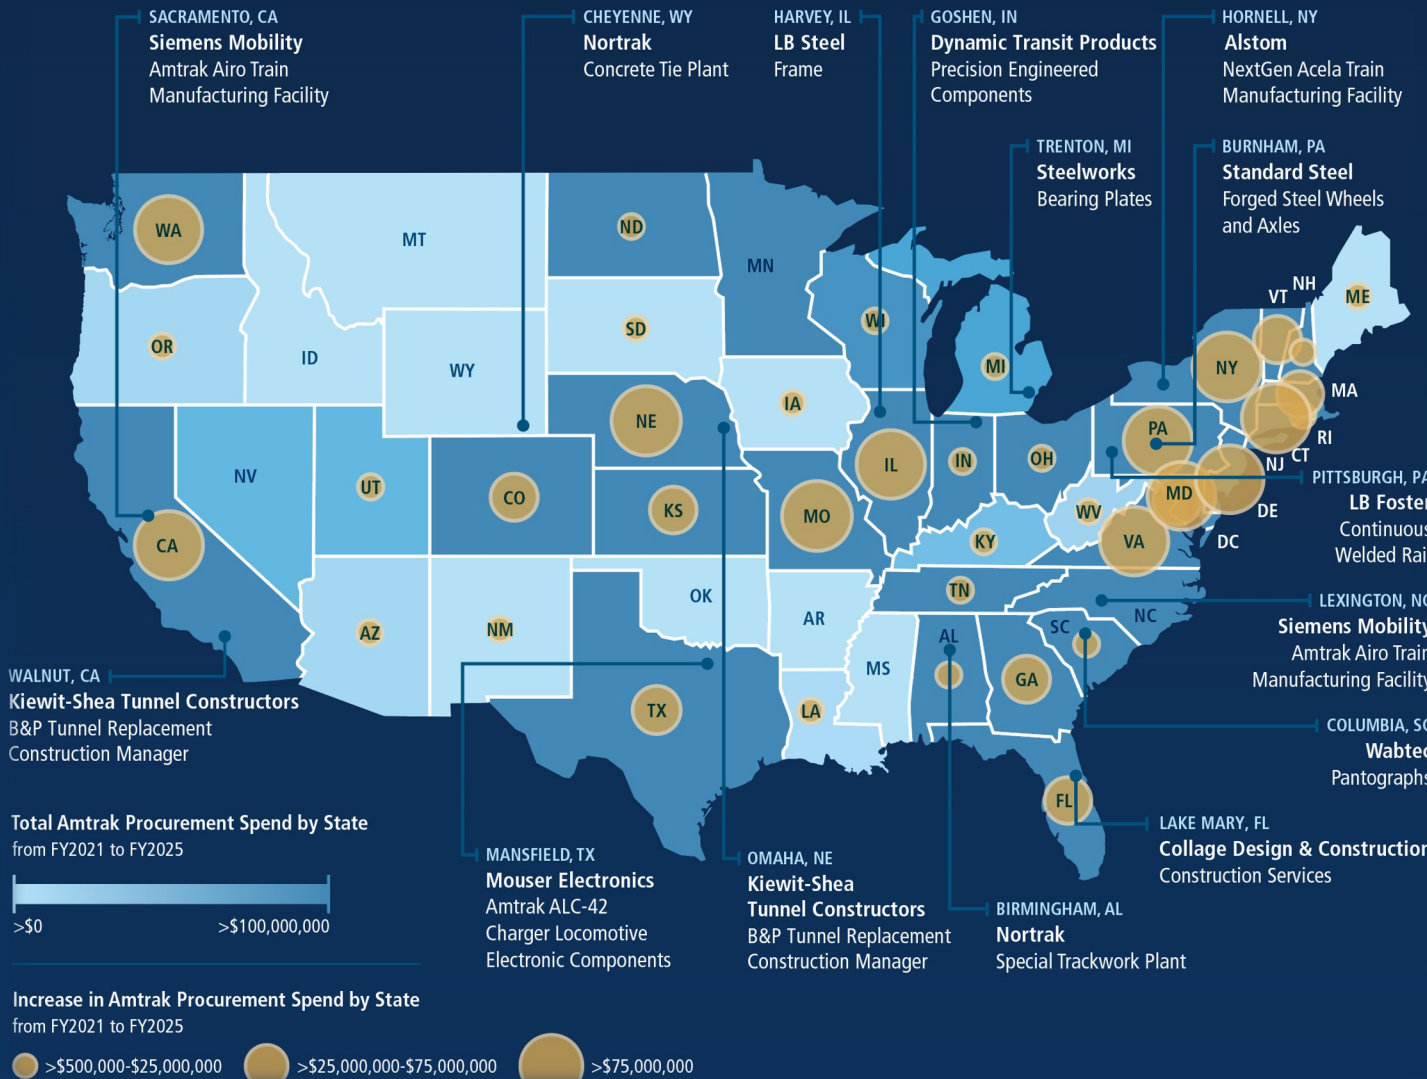 SACRAMENTO, CA
Siemens Mobility
Amtrak Airo Train
Manufacturing Facility
CHEYENNE, WY
Nortrak
Concrete Tie Plant
HARVEY, IL
LB Steel
Frame
GOSHEN, IN
Dynamic Transit Products
Precision Engineered
Components
HORNELL, NY
Alstom
NextGen Acela Train
Manufacturing Facility
TRENTON, MI
Steelworks
Bearing Plates
BURNHAM, PA
Standard Steel
Forged Steel Wheels
and Axles
WA
MT
ND
MN
OR
ID
WY
SD
WI
MI
VT
NH
ME
NY
MA
RI
CT
NJ
NV
UT
CO
NE
IA
KS
MO
IL
IN
OH
PA
WV
MD
DE
DC
VA
KY
CA
AZ
NM
OK
AR
TN
NC
SC
MS
AL
GA
TX
LA
FL
PITTSBURGH, PA
LB Foster
Continuous
Welded Rai
LEXINGTON, NC
Siemens Mobility
Amtrak Airo Train
Manufacturing Facility
COLUMBIA, SC
Wabtec
Pantographs
WALNUT, CA
Kiewit-Shea Tunnel Constructors
B&P Tunnel Replacement
Construction Manager
LAKE MARY, FL
Collage Design & Construction
Construction Services
MANSFIELD, TX
Mouser Electronics
Amtrak ALC-42
Charger Locomotive
Electronic Components
OMAHA, NE
Kiewit-Shea
Tunnel Constructors
B&P Tunnel Replacement
Construction Manager
BIRMINGHAM, AL
Nortrak
Special Trackwork Plant
Total Amtrak Procurement Spend by State
from FY2021 to FY2025
>$0 >$100,000,000
Increase in Amtrak Procurement Spend by State
from FY2021 to FY2025
>$500,000-$25,000,000 >$25,000,000-$75,000,000 >$75,000,000